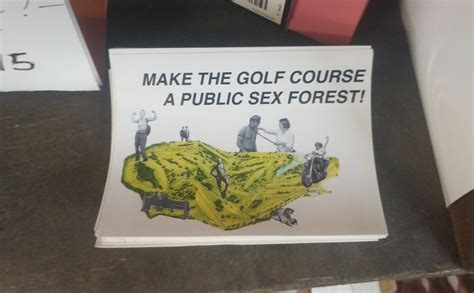 MAKE THE GOLF COURSE
A PUBLIC SEX FOREST!